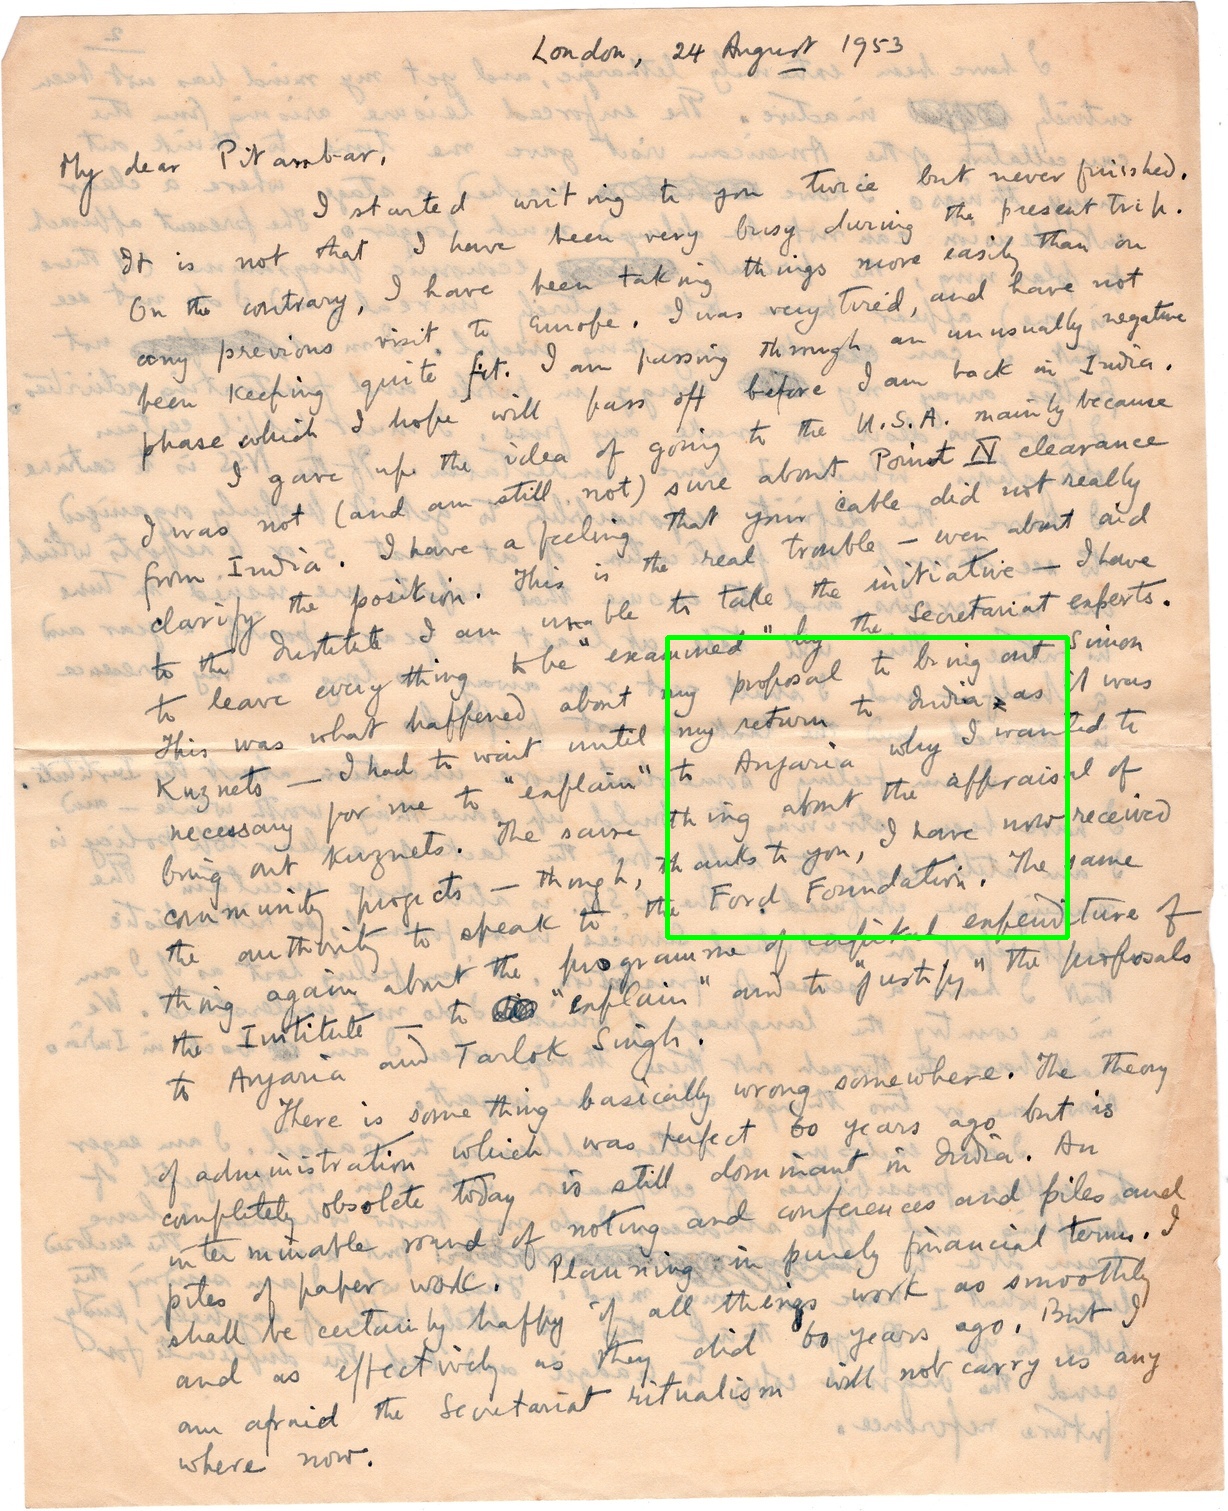 London, 24 August 1953
My dear Pitambar,
I started writing to you twice but never finished.
It is not that I have been very busy during the present trip.
On the contrary, I have been taking things more easily than on
any previous visit to Europe. I was very tired, and have not
been keeping quite fit. I am passing through an unusually negative
phase which I hope will pass off before I am back in India.
I gave up the idea of going to the U.S.A. mainly because
I was not (and am still not) sure about Point IV clearance
from India. I have a feeling that your cable did not really
clarify the position. This is the real trouble — even about aid
to the Institute I am unable to take the initiative — I have
to leave every thing to be "examined" by the Secretariat experts.
This was what happened about my proposal to bring out Simon
Kuznets — I had to wait until my return to India as it was
necessary for me to "explain" to Anjaria why I wanted to
bring out Kuznets. The same thing about the appraisal of
community projects — though, thanks to you, I have now received
the authority to speak to the Ford Foundation. The same
thing again about the programme of capital expenditure of
the Institute — to "explain" and to "justify" the proposals
to Anjaria and Tarlok Singh.
There is some thing basically wrong somewhere. The theory
of administration which was perfect 60 years ago but is
completely obsolete today is still dominant in India. An
interminable round of noting and conferences and piles and
piles of paper work. Planning in purely financial terms. I
shall be certainly happy if all things work as smoothly
and as effectively as they did 60 years ago. But I
am afraid the Secretariat ritualism will not carry us any
where now.